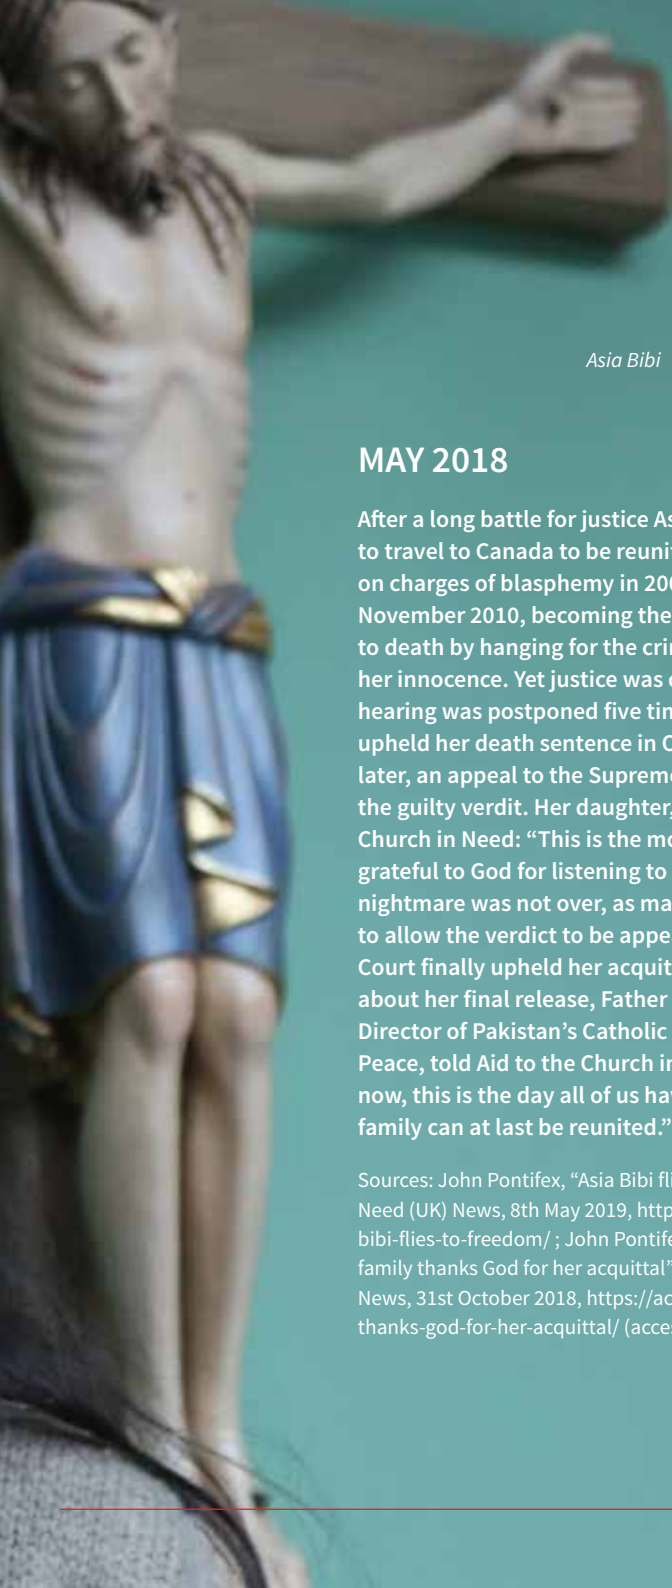 Asia Bibi
MAY 2018
After a long battle for justice As
to travel to Canada to be reuni
on charges of blasphemy in 200
November 2010, becoming the
to death by hanging for the cri
her innocence. Yet justice was
hearing was postponed five tin
upheld her death sentence in
later, an appeal to the Suprem
the guilty verdit. Her daughter,
Church in Need: “This is the mo
grateful to God for listening to
nightmare was not over, as ma
to allow the verdict to be appe
Court finally upheld her acquit
about her final release, Father
Director of Pakistan’s Catholic
Peace, told Aid to the Church in
now, this is the day all of us hav
family can at last be reunited.”
Sources: John Pontifex, “Asia Bibi fli
Need (UK) News, 8th May 2019, http
bibi-flies-to-freedom/ ; John Pontife
family thanks God for her acquittal”
News, 31st October 2018, https://ac
thanks-god-for-her-acquittal/ (acce